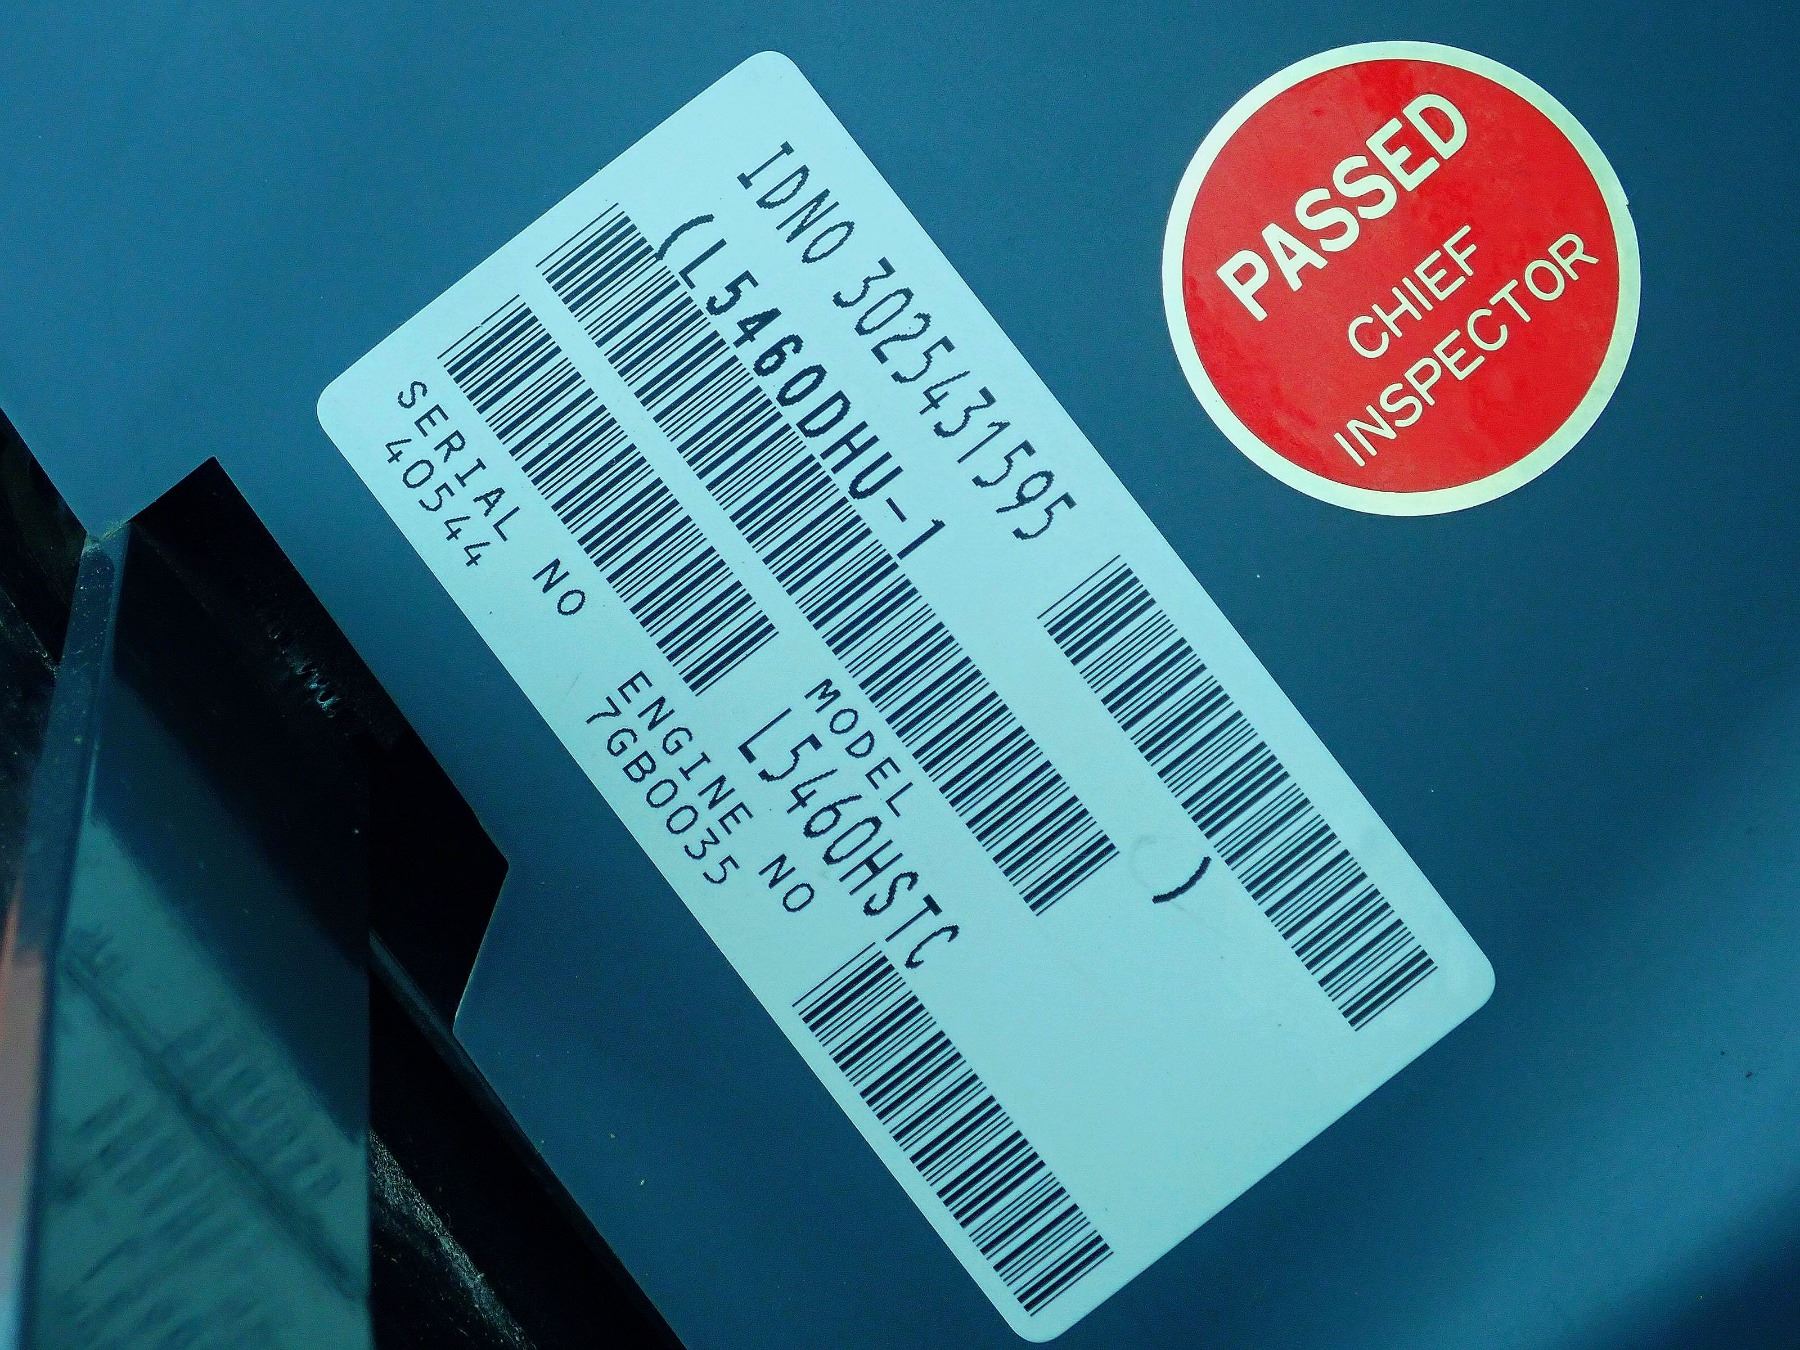 IDNO 3025431595
(L5460DHU-1 )
MODEL
L5460HSTC
SERIAL NO
40544
ENGINE NO
7GB0035
PASSED
CHIEF
INSPECTOR